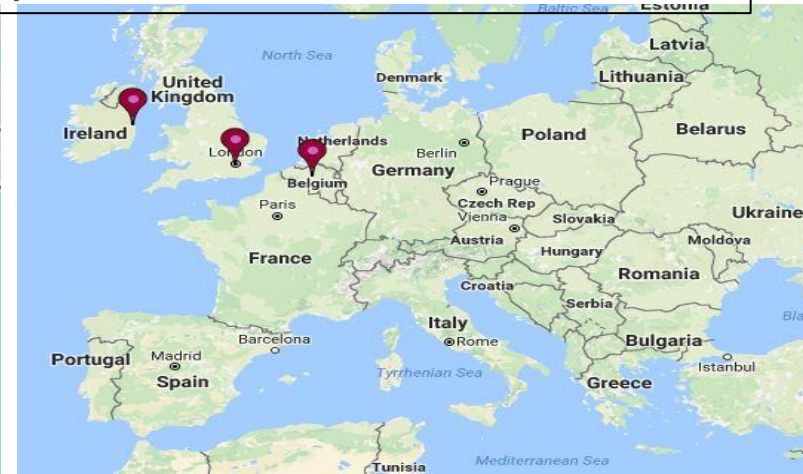 Estonia
Baltic Sea
Latvia
North Sea
Denmark
Lithuania
United
Kingdom
Ireland
Netherlands
Berlin
Poland
Belarus
London
Germany
Belgium
Prague
Paris
Czech Rep
Vienna
Slovakia
Ukraine
Austria
Moldova
France
Hungary
Romania
Croatia
Serbia
Italy
Barcelona
Rome
Bulgaria
Portugal
Madrid
Istanbul
Spain
Tyrrhenian Sea
Greece
Mediterranean Sea
Tunisia